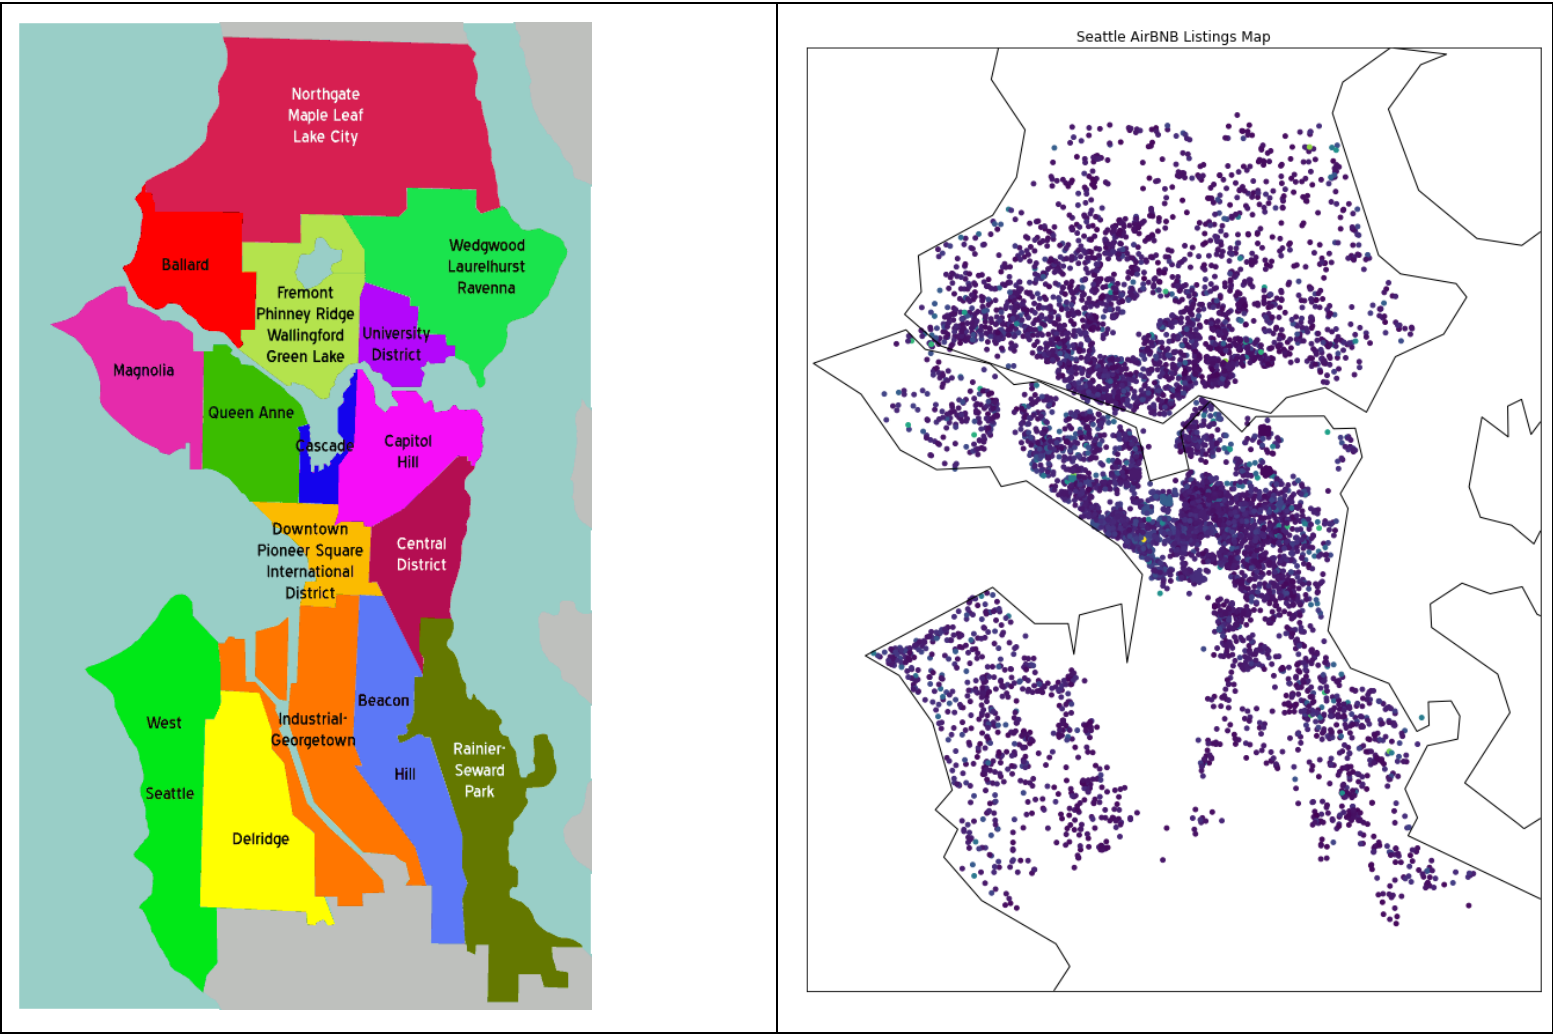 Northgate
Maple Leaf
Lake City
Ballard
Wedgwood
Laurelhurst
Ravenna
Fremont
Phinney Ridge
Wallingford
Green Lake
University
District
Magnolia
Queen Anne
Cascade
Capitol
Hill
Downtown
Pioneer Square
International
District
Central
District
West
Seattle
Industrial-
Georgetown
Beacon
Hill
Rainier-
Seward
Park
Delridge
Seattle AirBNB Listings Map